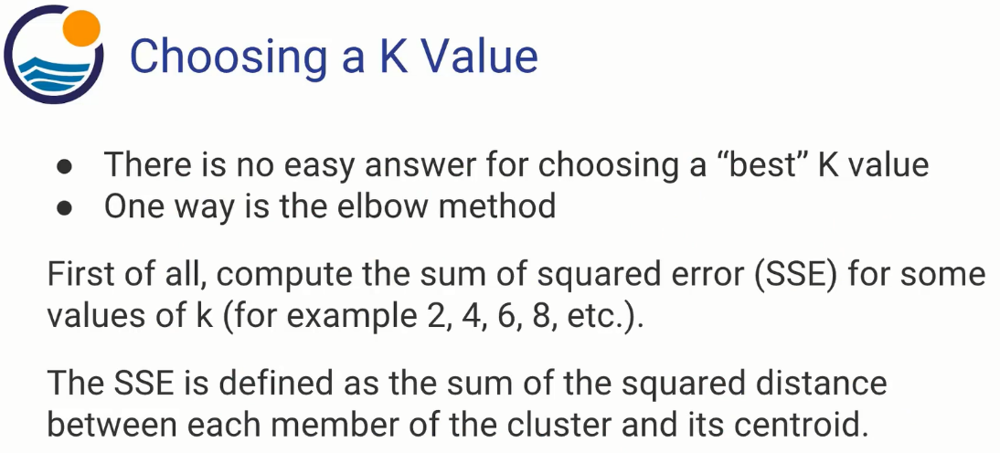 Choosing a K Value
● There is no easy answer for choosing a “best” K value
● One way is the elbow method
First of all, compute the sum of squared error (SSE) for some
values of k (for example 2, 4, 6, 8, etc.).
The SSE is defined as the sum of the squared distance
between each member of the cluster and its centroid.